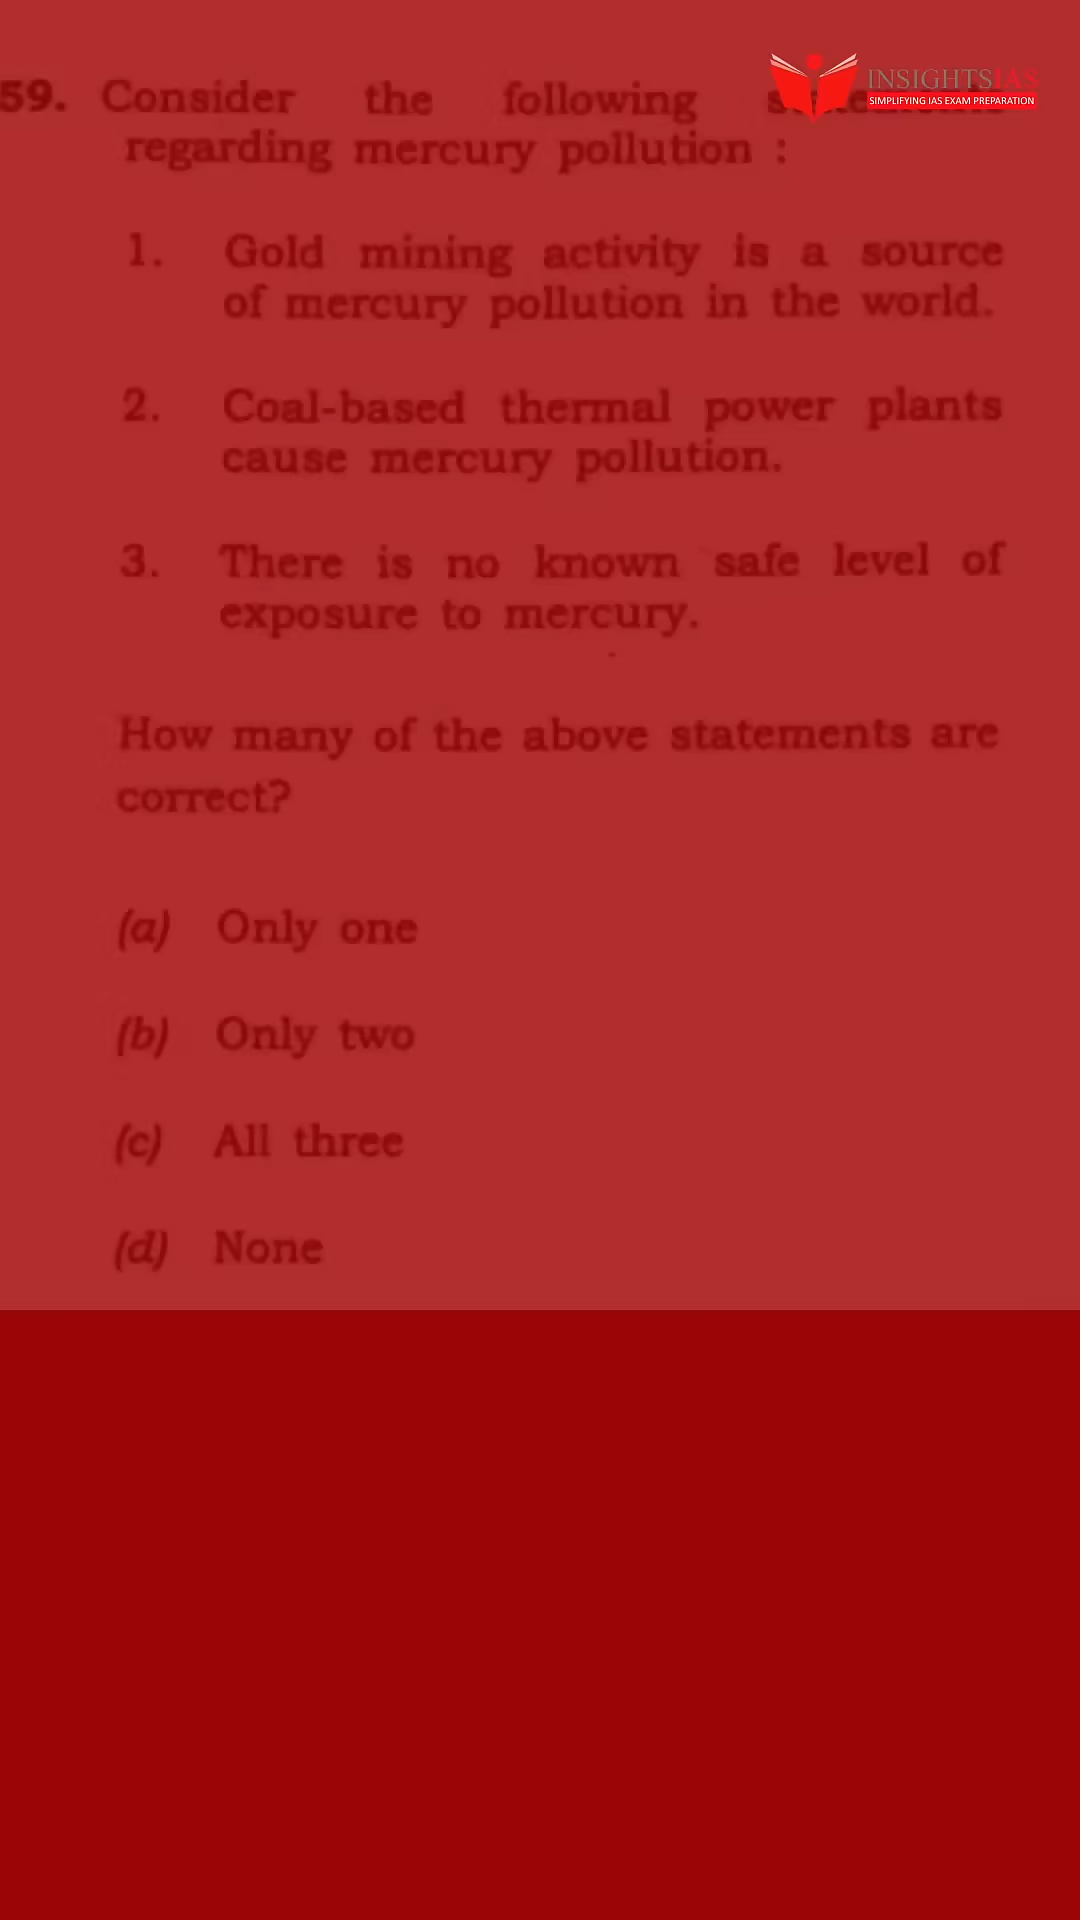 INSIGHTSIAS
SIMPLIFYING IAS EXAM PREPARATION
59. Consider the following statements
regarding mercury pollution :
1. Gold mining activity is a source
of mercury pollution in the world.
2. Coal-based thermal power plants
cause mercury pollution.
3. There is no known safe level of
exposure to mercury.
How many of the above statements are
correct?
(a) Only one
(b) Only two
(c) All three
(d) None